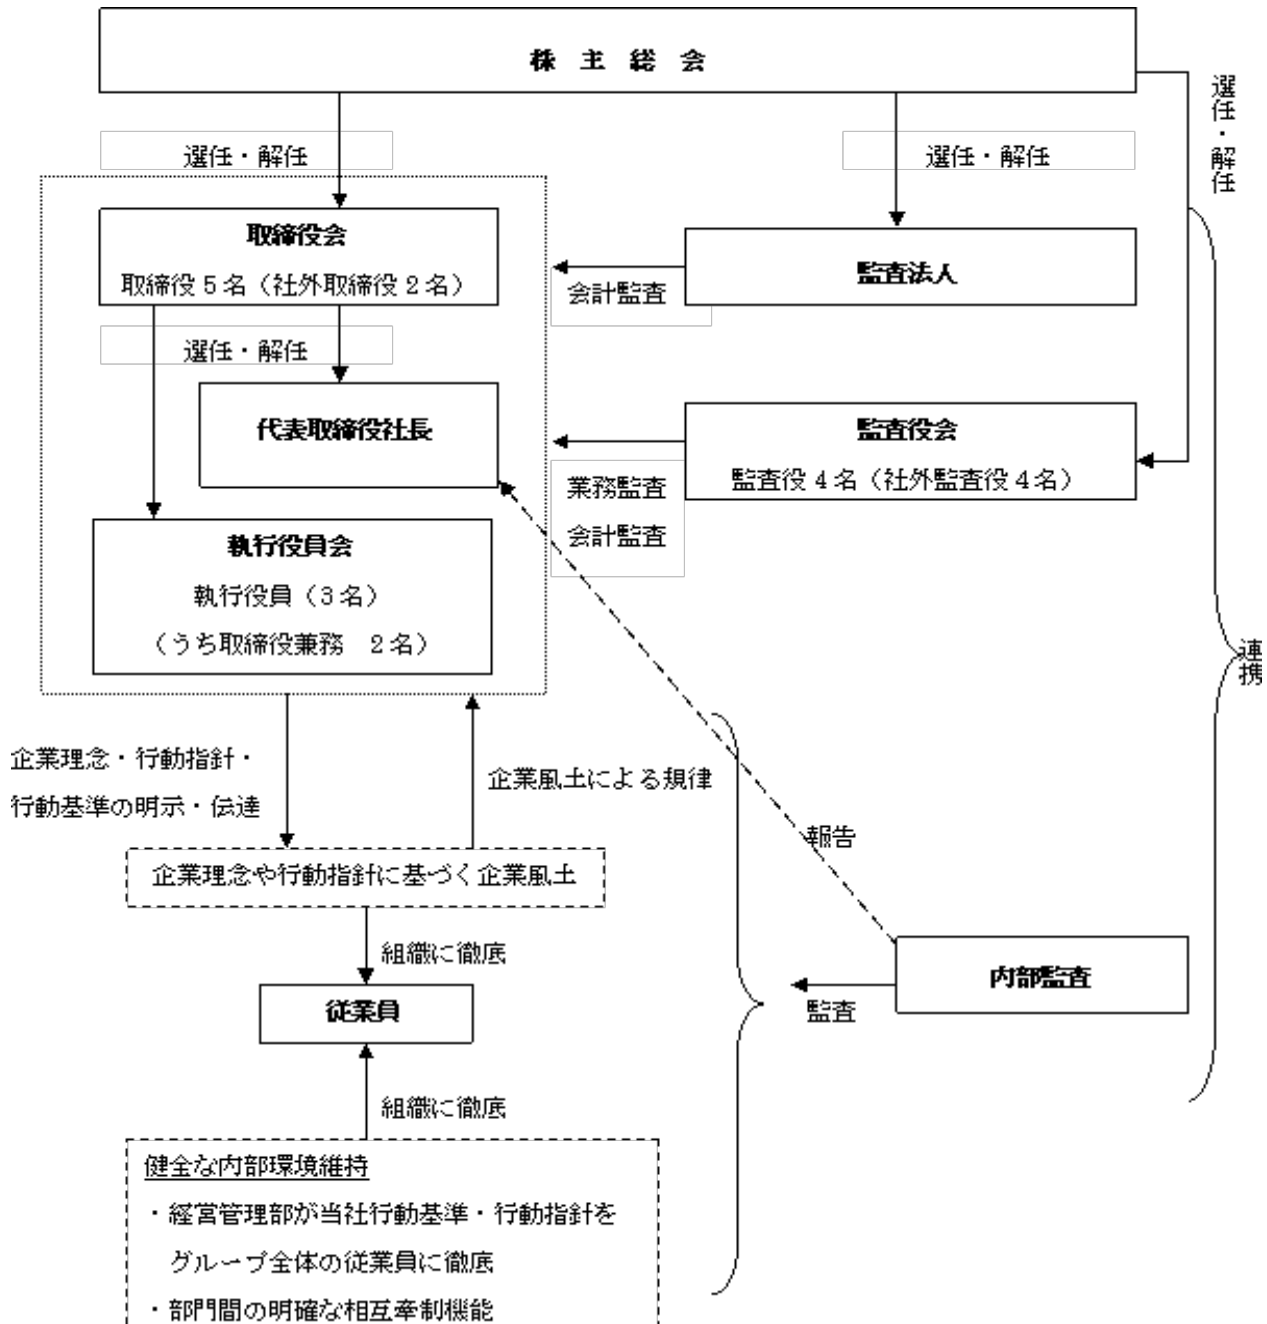 株 主 総 会
選任・解任
選任・解任
選任・解任
取締役会
取締役５名（社外取締役２名）
監査法人
会計監査
選任・解任
代表取締役社長
監査役会
監査役４名（社外監査役４名）
業務監査
会計監査
執行役員会
執行役員（３名）
（うち取締役兼務　２名）
連携
企業理念・行動指針・
行動基準の明示・伝達
企業風土による規律
報告
企業理念や行動指針に基づく企業風土
組織に徹底
内部監査
監査
従業員
組織に徹底
健全な内部環境維持
・経営管理部が当社行動基準・行動指針を
グループ全体の従業員に徹底
・部門間の明確な相互牽制機能